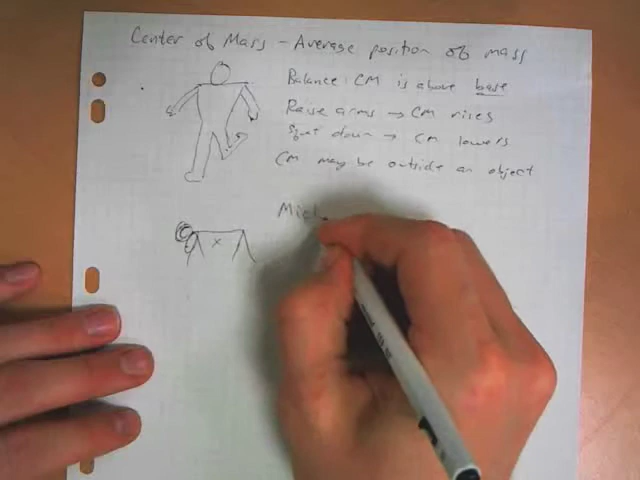 Center of Mass - Average position of mass
Balance: CM is above base
Raise arms → CM rises
Squat down → CM lowers
CM may be outside an object
Mich
x